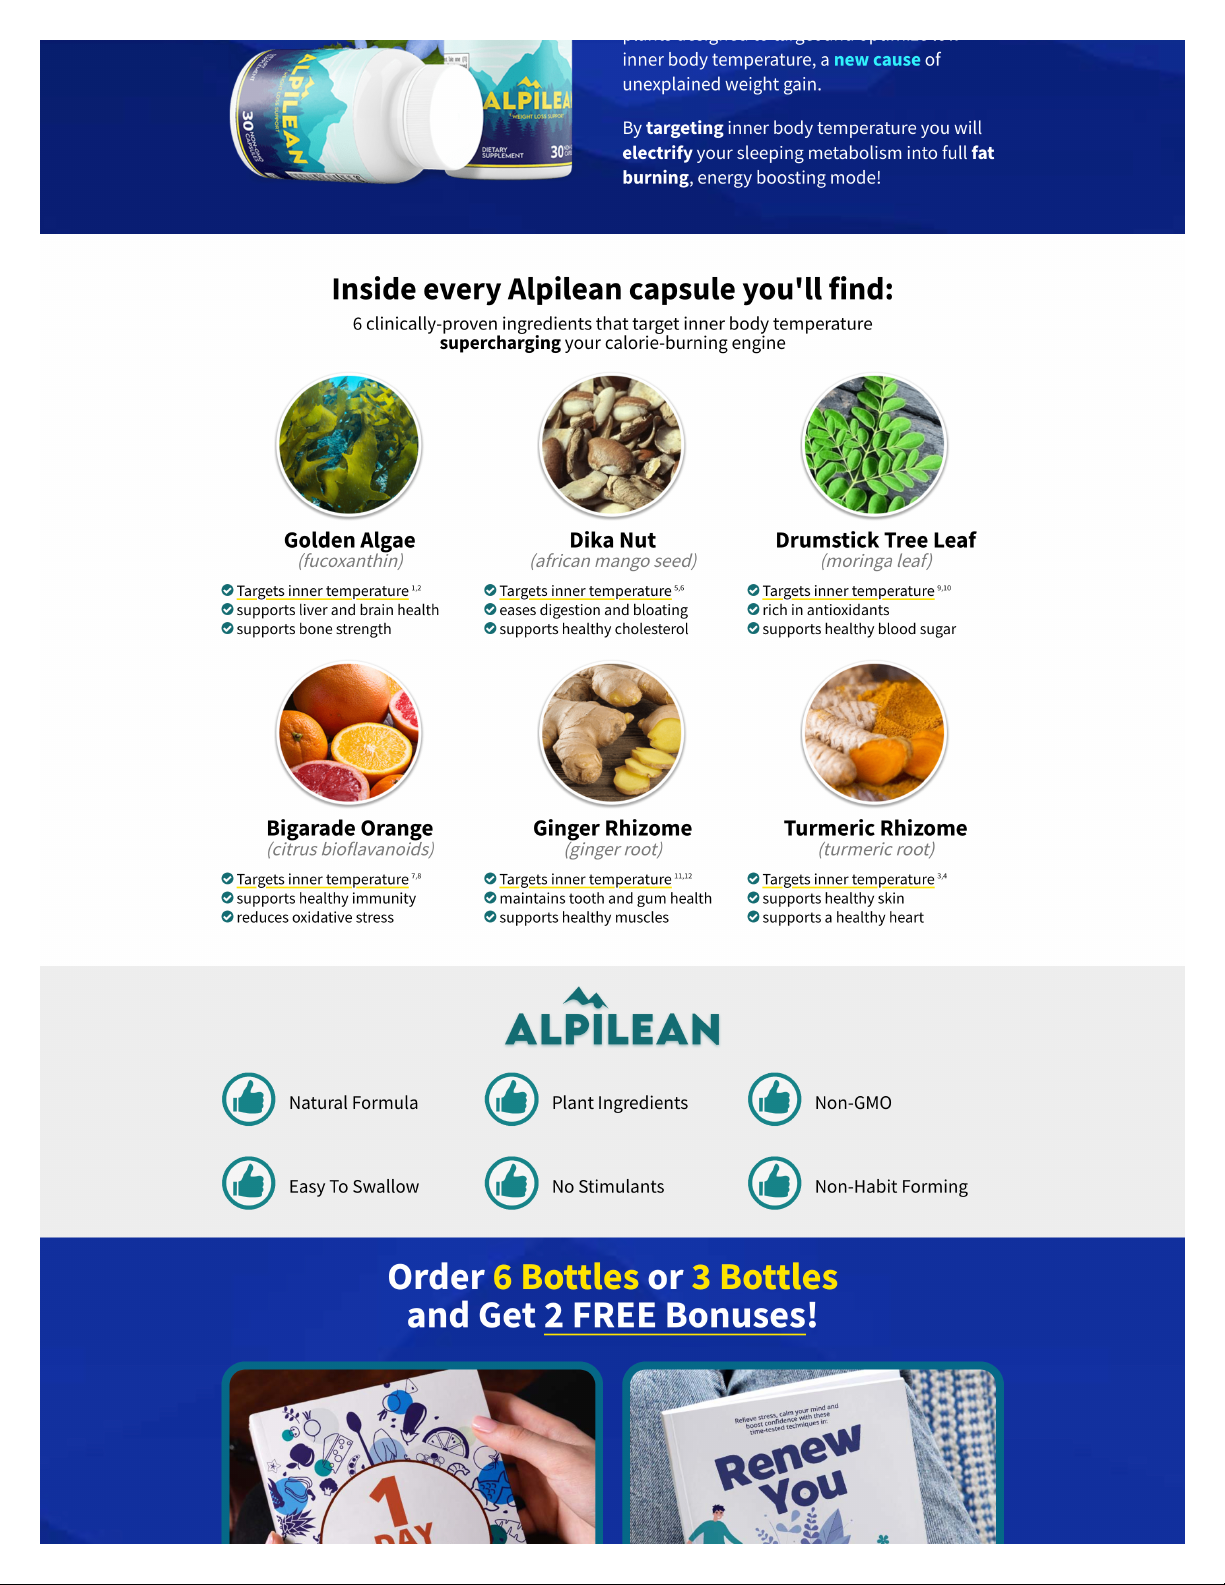 inner body temperature, a new cause of
unexplained weight gain.
By targeting inner body temperature you will
electrify your sleeping metabolism into full fat
burning, energy boosting mode!
ALPILEAN
30
ALPILEA
WEIGHT LOSS SUPPORT
DIETARY
SUPPLEMENT
30
Inside every Alpilean capsule you'll find:
6 clinically-proven ingredients that target inner body temperature
supercharging your calorie-burning engine
Golden Algae
(fucoxanthin)
Targets inner temperature 1,2
supports liver and brain health
supports bone strength
Dika Nut
(african mango seed)
Targets inner temperature 5,6
eases digestion and bloating
supports healthy cholesterol
Drumstick Tree Leaf
(moringa leaf)
Targets inner temperature 9,10
rich in antioxidants
supports healthy blood sugar
Bigarade Orange
(citrus bioflavanoids)
Targets inner temperature 7,8
supports healthy immunity
reduces oxidative stress
Ginger Rhizome
(ginger root)
Targets inner temperature 11,12
maintains tooth and gum health
supports healthy muscles
Turmeric Rhizome
(turmeric root)
Targets inner temperature 3,4
supports healthy skin
supports a healthy heart
ALPILEAN
Natural Formula
Plant Ingredients
Non-GMO
Easy To Swallow
No Stimulants
Non-Habit Forming
Order 6 Bottles or 3 Bottles
and Get 2 FREE Bonuses!
1
DAY
Relieve stress, calm your mind and
boost confidence with these
time-tested techniques in:
Renew
You